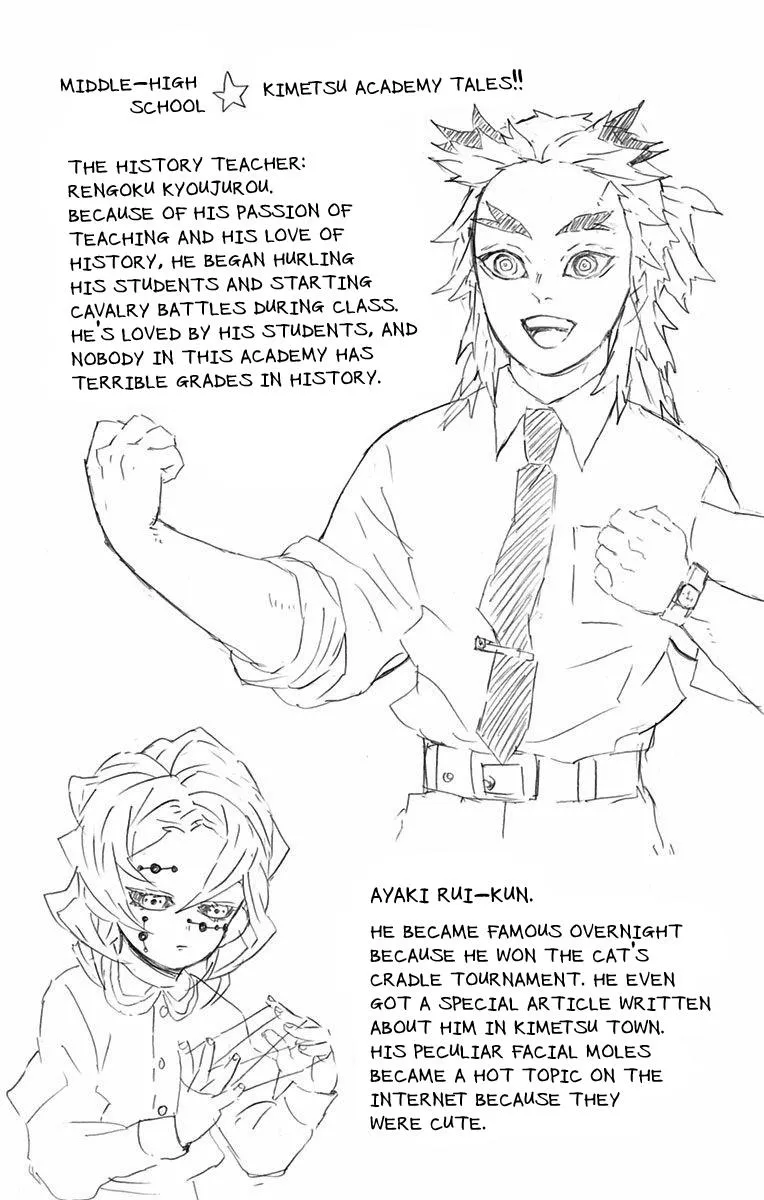 MIDDLE-HIGH SCHOOL ☆ KIMETSU ACADEMY TALES!!
THE HISTORY TEACHER:
RENGOKU KYOUJUROU.
BECAUSE OF HIS PASSION OF
TEACHING AND HIS LOVE OF
HISTORY, HE BEGAN HURLING
HIS STUDENTS AND STARTING
CAVALRY BATTLES DURING CLASS.
HE'S LOVED BY HIS STUDENTS, AND
NOBODY IN THIS ACADEMY HAS
TERRIBLE GRADES IN HISTORY.
AYAKI RUI-KUN.
HE BECAME FAMOUS OVERNIGHT
BECAUSE HE WON THE CAT'S
CRADLE TOURNAMENT. HE EVEN
GOT A SPECIAL ARTICLE WRITTEN
ABOUT HIM IN KIMETSU TOWN.
HIS PECULIAR FACIAL MOLES
BECAME A HOT TOPIC ON THE
INTERNET BECAUSE THEY
WERE CUTE.